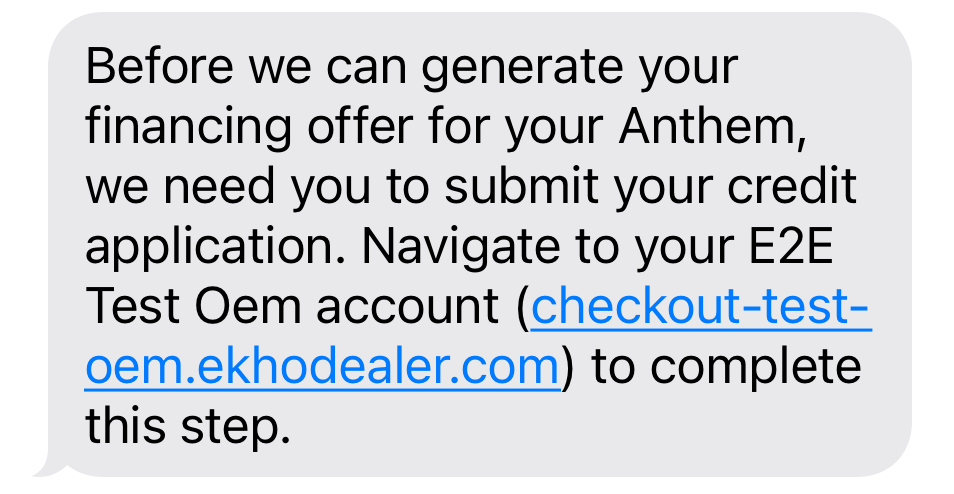 Before we can generate your
financing offer for your Anthem,
we need you to submit your credit
application. Navigate to your E2E
Test Oem account (checkout-test-
oem.ekhodealer.com) to complete
this step.